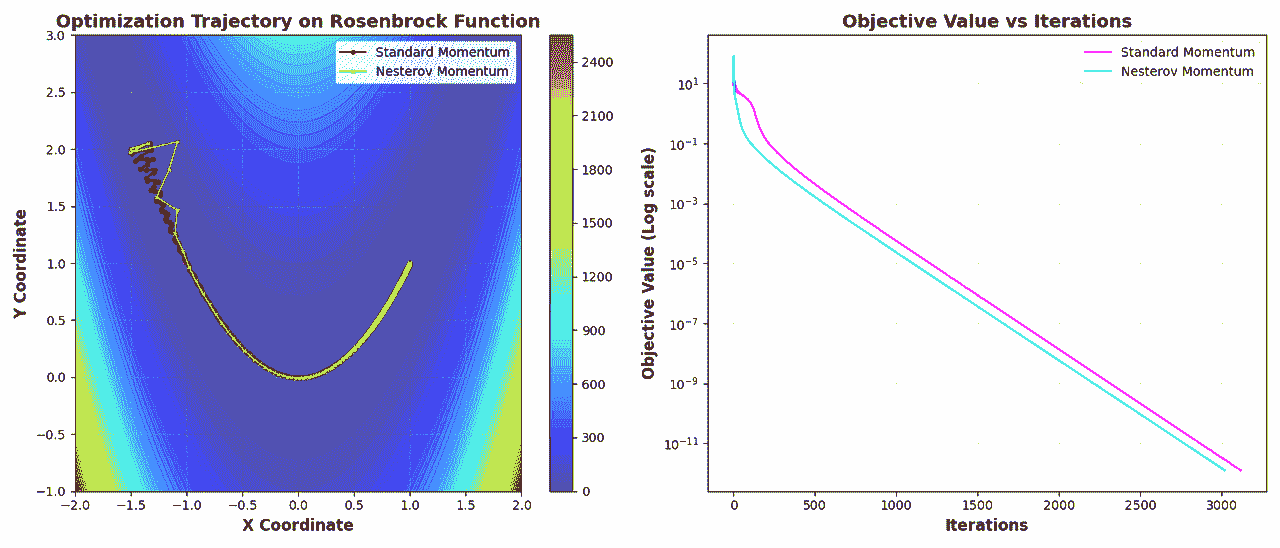 Optimization Trajectory on Rosenbrock Function
Standard Momentum
Nesterov Momentum
3.0
2.5
2.0
1.5
1.0
0.5
0.0
−0.5
−1.0
Y Coordinate
−2.0 −1.5 −1.0 −0.5 0.0 0.5 1.0 1.5 2.0
X Coordinate
2400
2100
1800
1500
1200
900
600
300
0
Objective Value vs Iterations
Standard Momentum
Nesterov Momentum
10¹
10⁻¹
10⁻³
10⁻⁵
10⁻⁷
10⁻⁹
10⁻¹¹
Objective Value (Log scale)
0 500 1000 1500 2000 2500 3000
Iterations